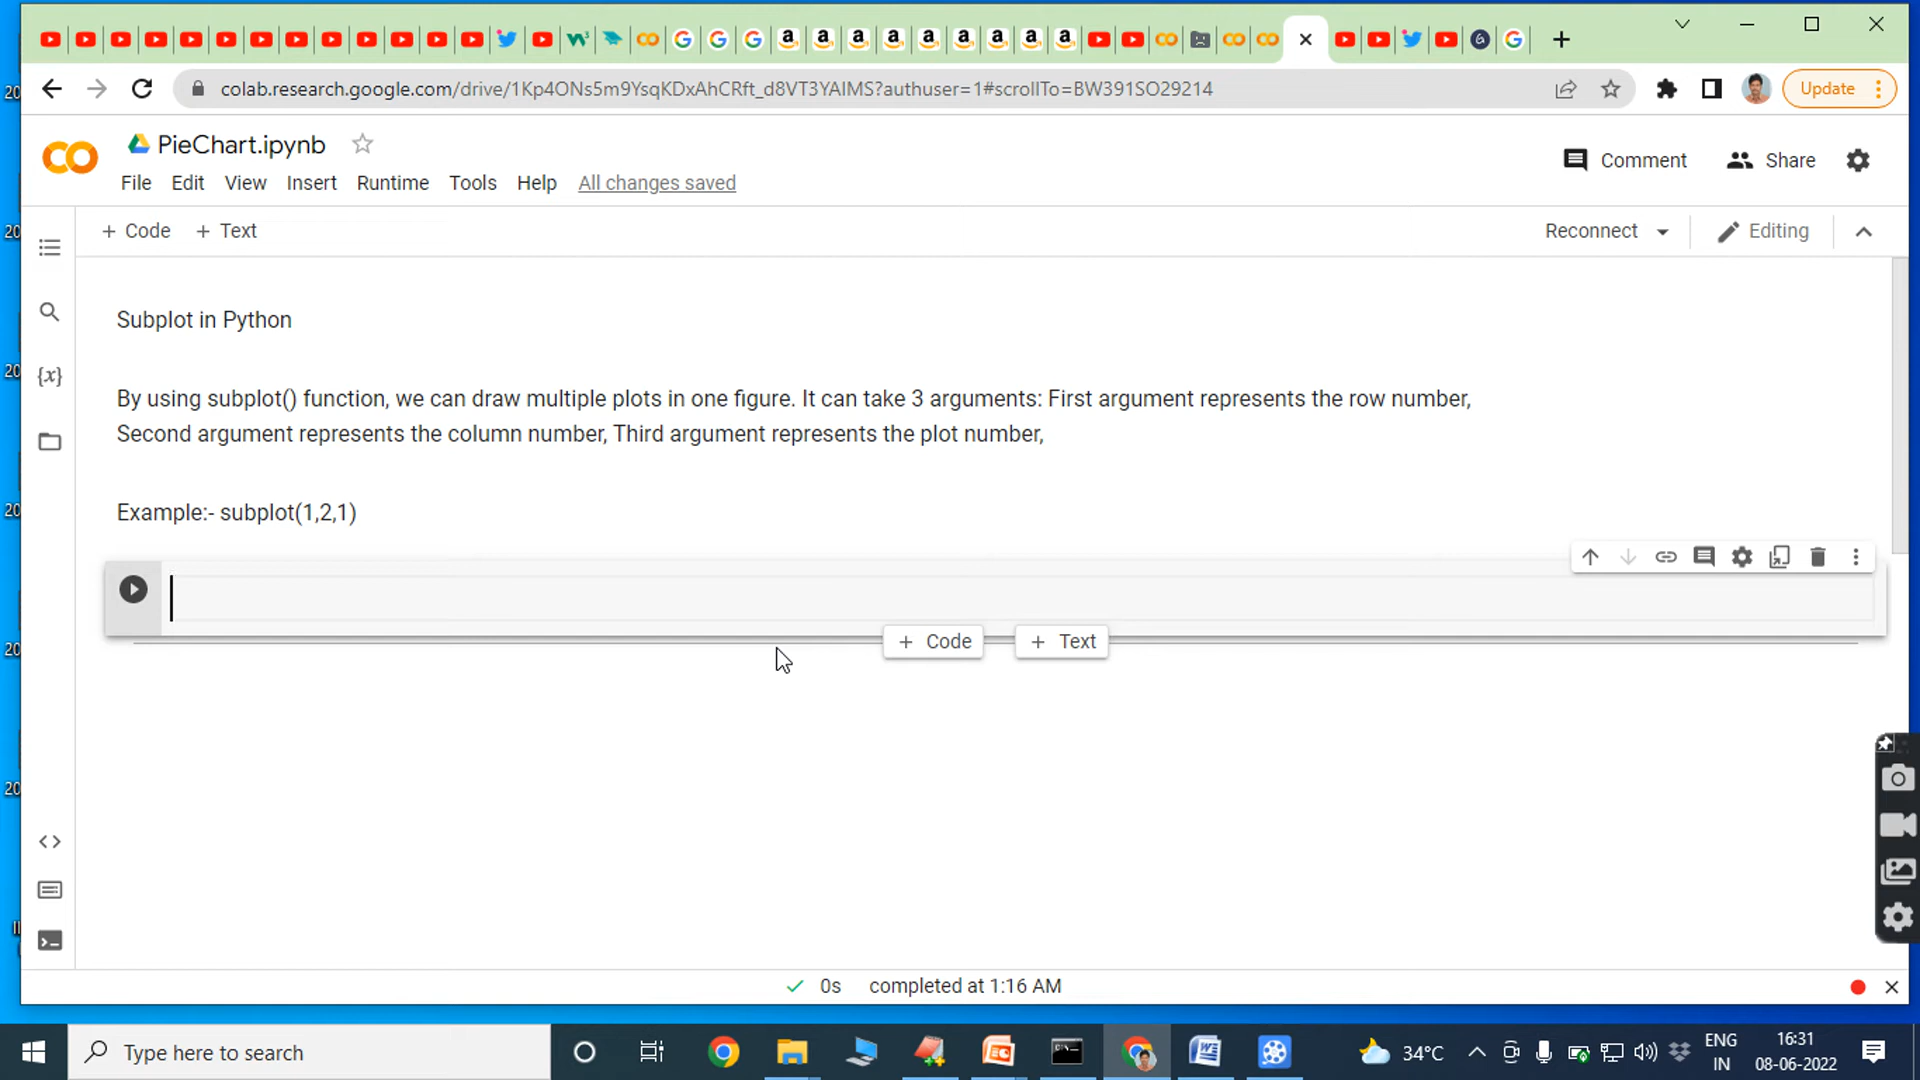 colab.research.google.com/drive/1Kp4ONs5m9YsqKDxAhCRft_d8VT3YAIMS?authuser=1#scrollTo=BW391SO29214
Update
PieChart.ipynb
File Edit View Insert Runtime Tools Help All changes saved
Comment Share
+ Code + Text
Reconnect Editing
Subplot in Python
By using subplot() function, we can draw multiple plots in one figure. It can take 3 arguments: First argument represents the row number,
Second argument represents the column number, Third argument represents the plot number,
Example:- subplot(1,2,1)
+ Code + Text
0s completed at 1:16 AM
Type here to search
34°C
ENG
IN
16:31
08-06-2022